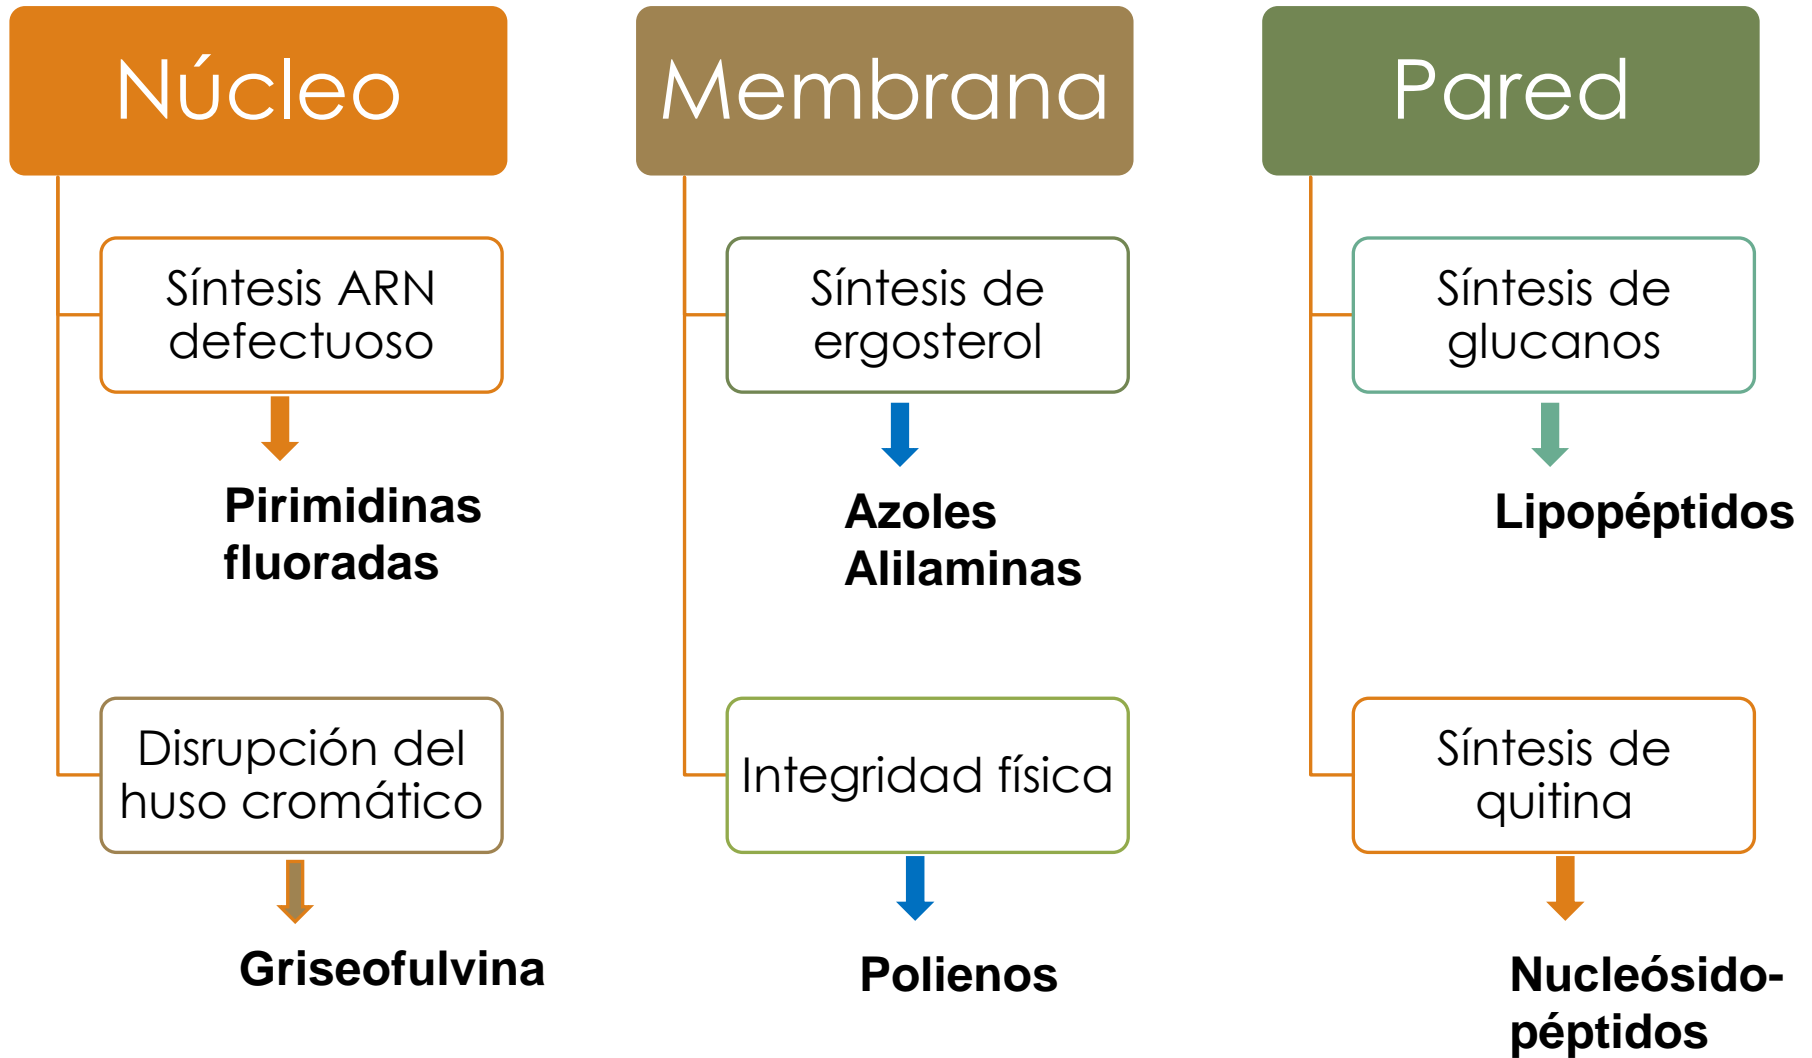 Núcleo
Síntesis ARN
defectuoso
Pirimidinas
fluoradas
Disrupción del
huso cromático
Griseofulvina
Membrana
Síntesis de
ergosterol
Azoles
Alilaminas
Integridad física
Polienos
Pared
Síntesis de
glucanos
Lipopéptidos
Síntesis de
quitina
Nucleósido-
péptidos